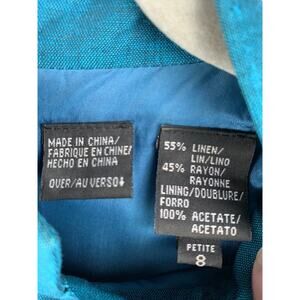 MADE IN CHINA/
FABRIQUE EN CHINE/
HECHO EN CHINA
OVER/AU VERSO
55% LINEN/
LIN/LINO
45% RAYON/
RAYONNE
LINING/DOUBLURE/
FORRO
100% ACETATE/
ACETATO
PETITE
8